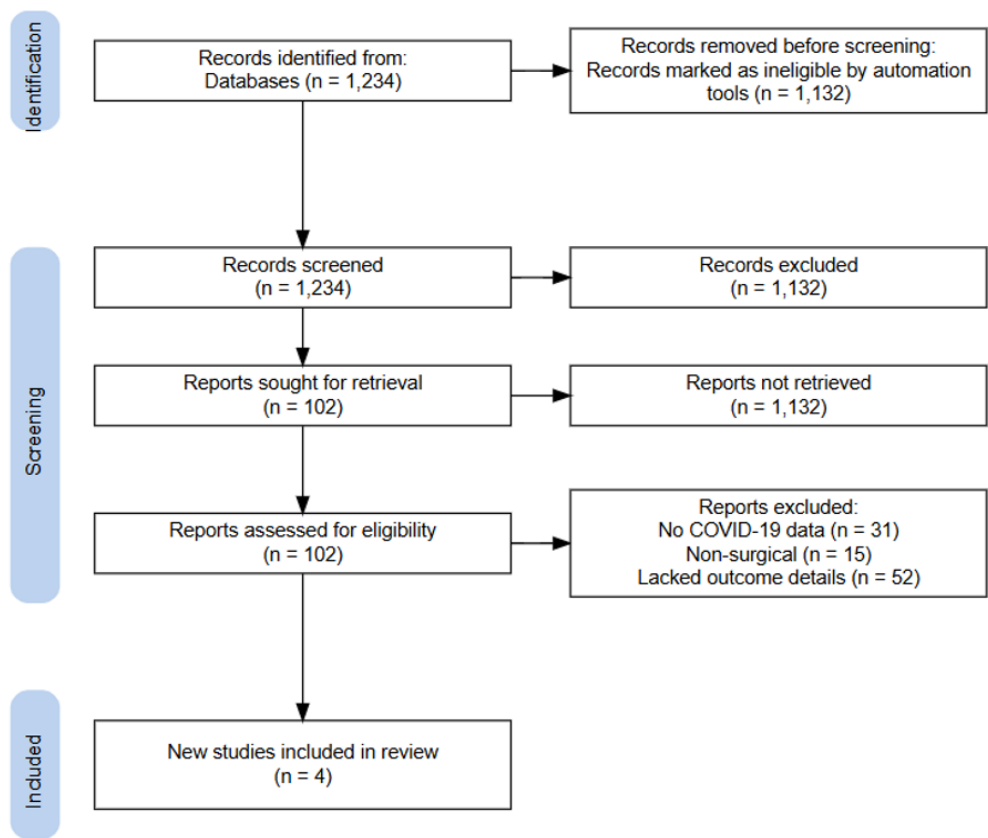 Identification
Records identified from:
Databases (n = 1,234)
Records removed before screening:
Records marked as ineligible by automation
tools (n = 1,132)
Screening
Records screened
(n = 1,234)
Records excluded
(n = 1,132)
Reports sought for retrieval
(n = 102)
Reports not retrieved
(n = 1,132)
Reports assessed for eligibility
(n = 102)
Reports excluded:
No COVID-19 data (n = 31)
Non-surgical (n = 15)
Lacked outcome details (n = 52)
Included
New studies included in review
(n = 4)